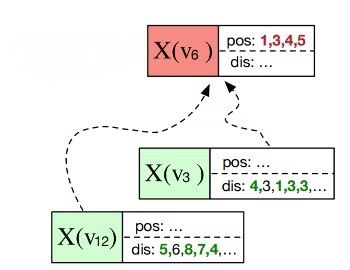 X(v6) pos: 1,3,4,5
dis: ...
X(v3) pos: ...
dis: 4,3,1,3,3,...
X(v12) pos: ...
dis: 5,6,8,7,4,...